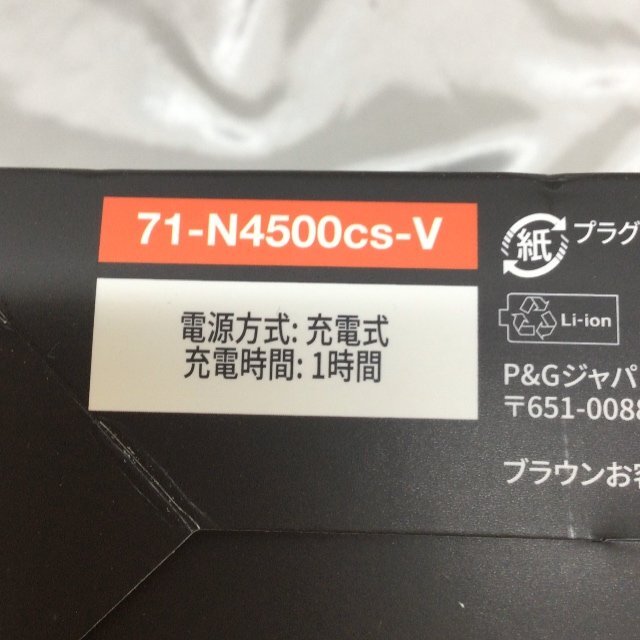 71-N4500cs-V
電源方式: 充電式
充電時間: 1時間
紙
プラグ
Li-ion
P&Gジャパ
〒651-0088
ブラウンお客